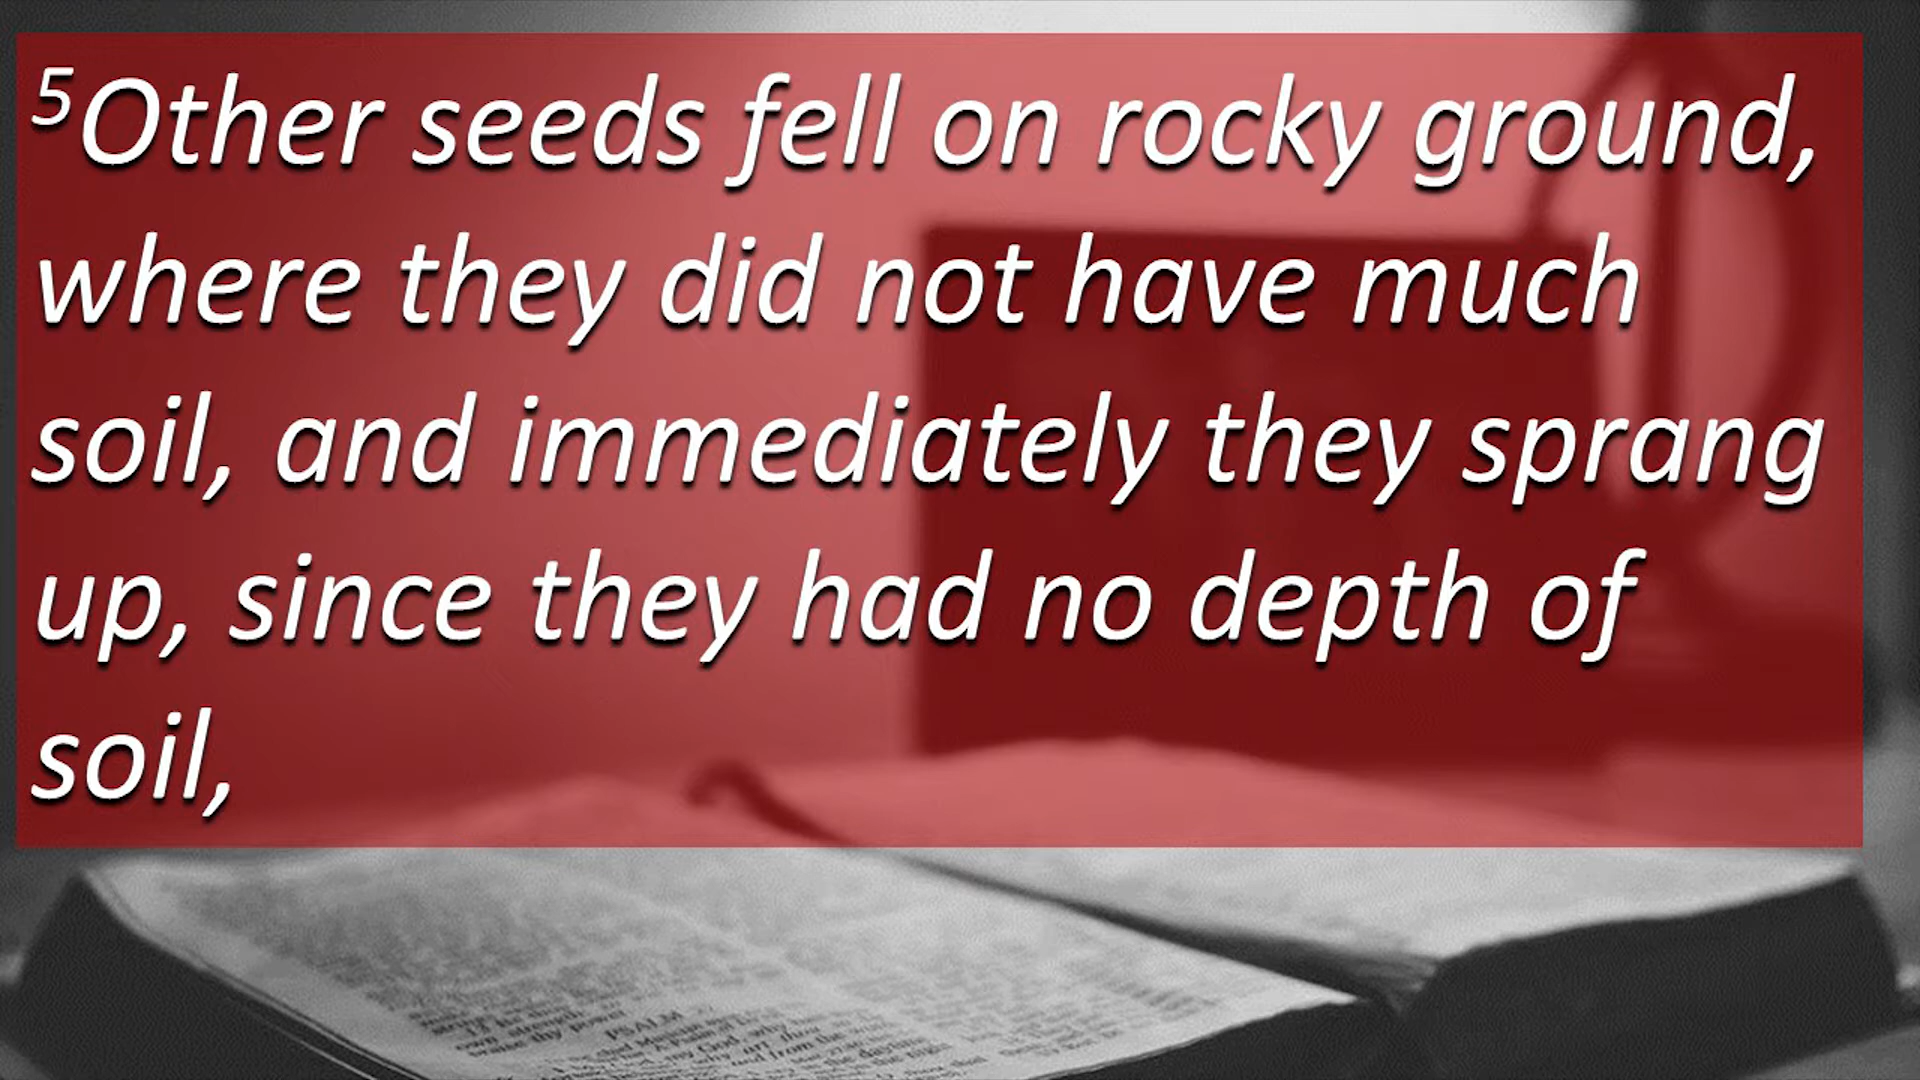 ⁵Other seeds fell on rocky ground,
where they did not have much
soil, and immediately they sprang
up, since they had no depth of
soil,
PSALM